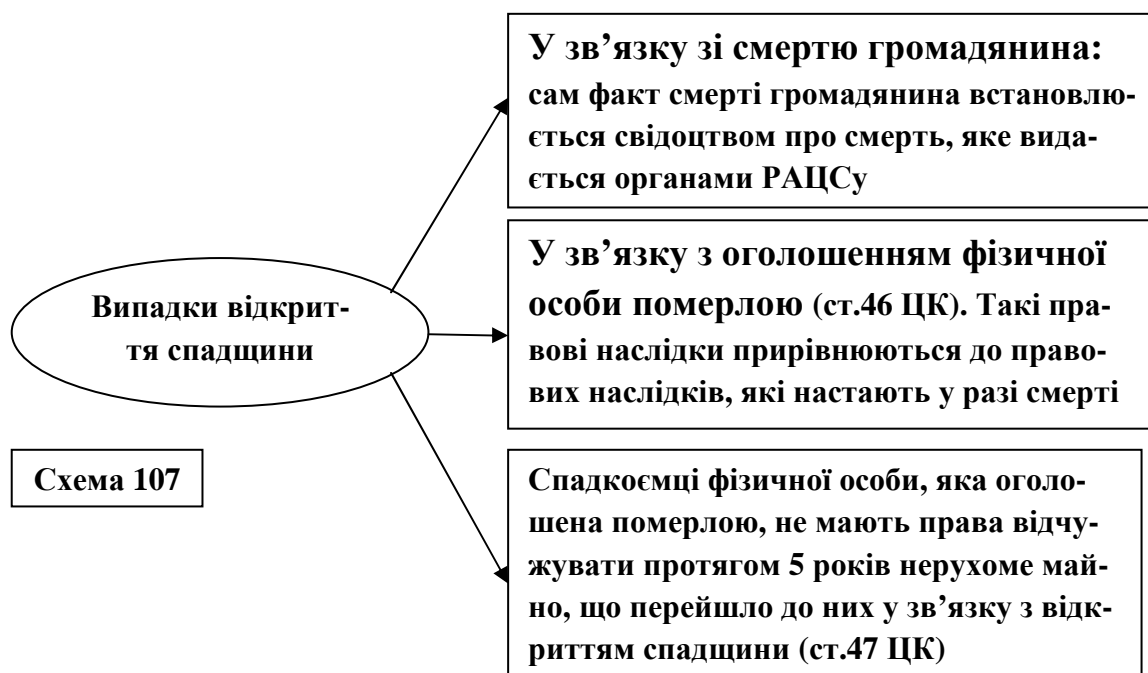 У зв’язку зі смертю громадянина:
сам факт смерті громадянина встановлю-
ється свідоцтвом про смерть, яке вида-
ється органами РАЦСу
У зв’язку з оголошенням фізичної
особи померлою (ст.46 ЦК). Такі пра-
вові наслідки прирівнюються до право-
вих наслідків, які настають у разі смерті
Випадки відкрит-
тя спадщини
Схема 107
Спадкоємці фізичної особи, яка оголо-
шена померлою, не мають права відчу-
жувати протягом 5 років нерухоме май-
но, що перейшло до них у зв’язку з відк-
риттям спадщини (ст.47 ЦК)